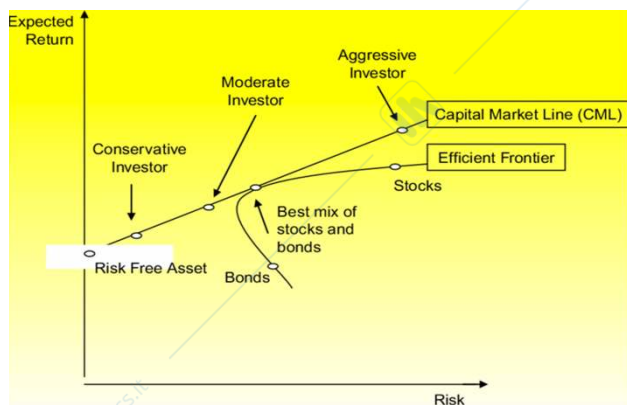 Expected
Return
Aggressive
Investor
Moderate
Investor
Capital Market Line (CML)
Conservative
Investor
Efficient Frontier
Stocks
Best mix of
stocks and
bonds
Risk Free Asset
Bonds
Risk